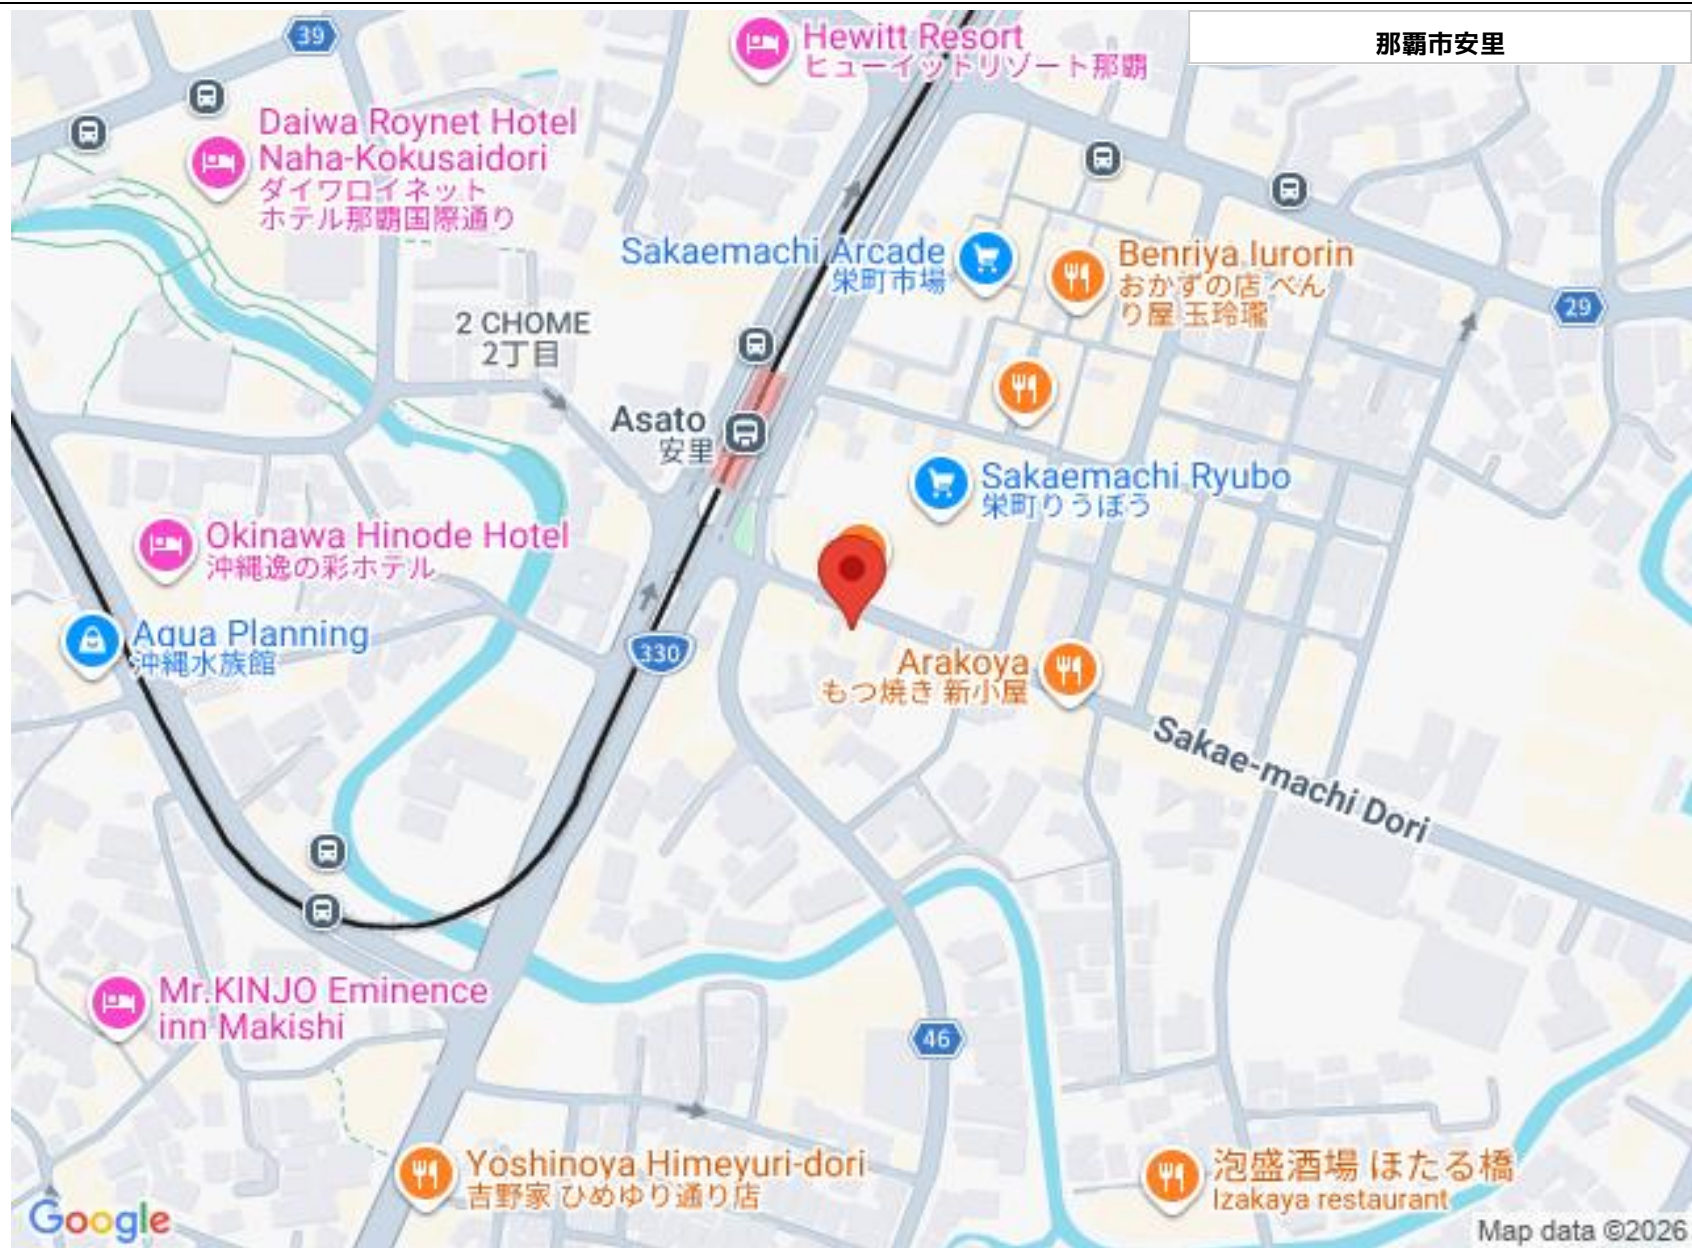 那覇市安里
39
Hewitt Resort
ヒューイットリゾート那覇
Daiwa Roynet Hotel
Naha-Kokusaidori
ダイワロイネット
ホテル那覇国際通り
Sakaemachi Arcade
栄町市場
Benriya Iurorin
おかずの店 べん
り屋 玉玲瓏
29
2 CHOME
2丁目
Asato
安里
Sakaemachi Ryubo
栄町りうぼう
Okinawa Hinode Hotel
沖縄逸の彩ホテル
Aqua Planning
沖縄水族館
330
Arakoya
もつ焼き 新小屋
Sakae-machi Dori
Mr.KINJO Eminence
inn Makishi
46
Yoshinoya Himeyuri-dori
吉野家 ひめゆり通り店
泡盛酒場 ほたる橋
Izakaya restaurant
Google
Map data ©2026